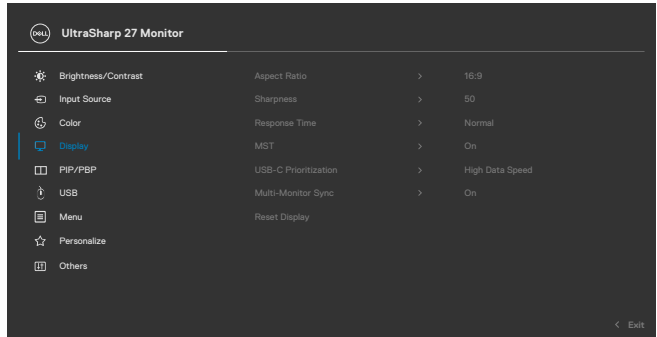 DELL UltraSharp 27 Monitor
Brightness/Contrast Aspect Ratio > 16:9
Input Source Sharpness > 50
Color Response Time > Normal
Display MST > On
PIP/PBP USB-C Prioritization > High Data Speed
USB Multi-Monitor Sync > On
Menu Reset Display
Personalize
Others
< Exit